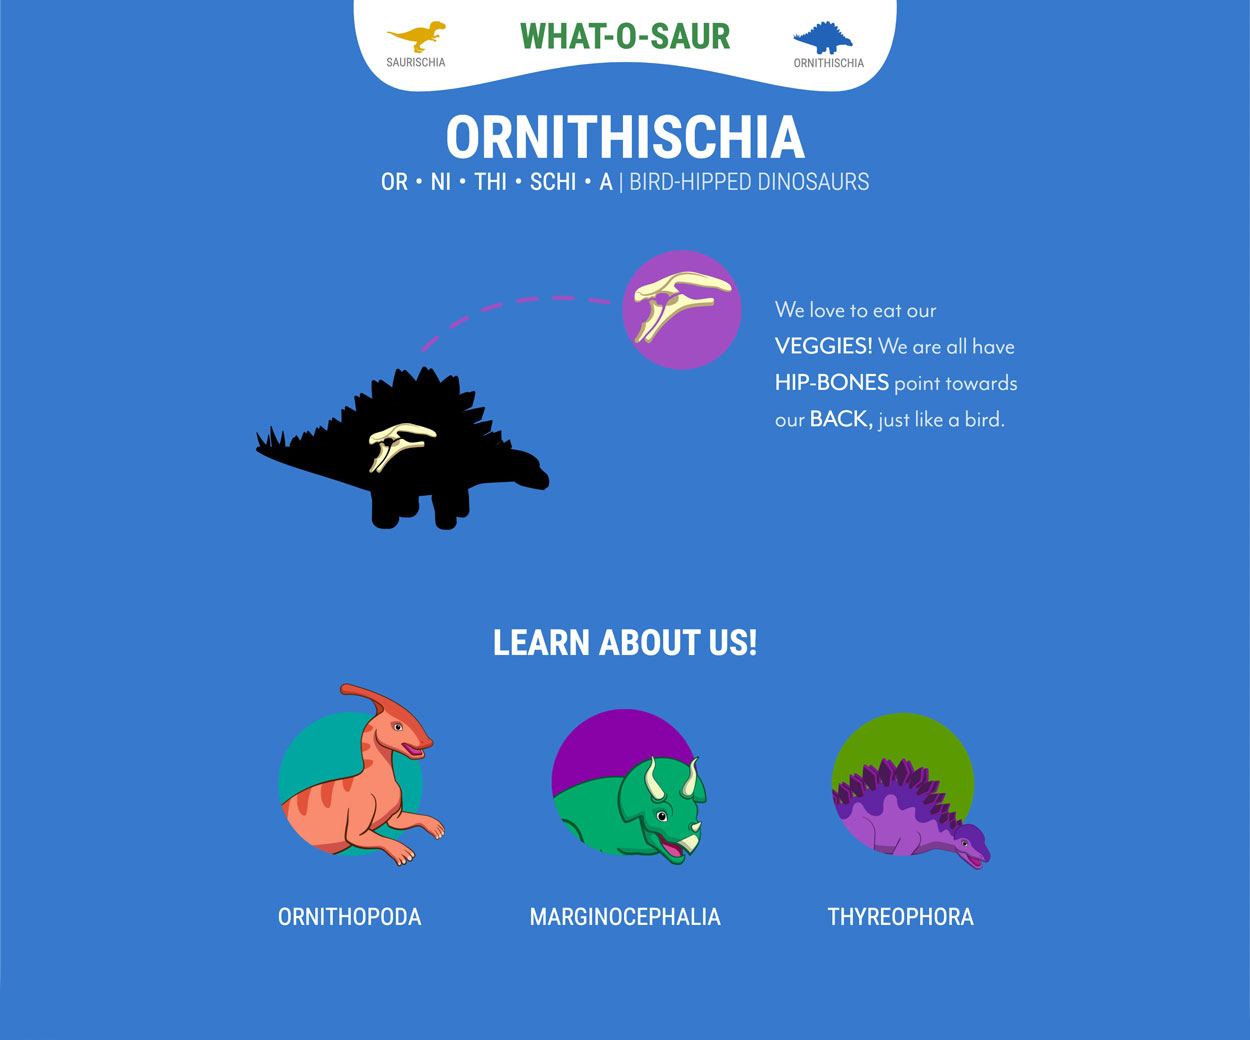 WHAT-O-SAUR
SAURISCHIA
ORNITHISCHIA
ORNITHISCHIA
OR • NI • THI • SCHI • A | BIRD-HIPPED DINOSAURS
We love to eat our
VEGGIES! We are all have
HIP-BONES point towards
our BACK, just like a bird.
LEARN ABOUT US!
ORNITHOPODA
MARGINOCEPHALIA
THYREOPHORA